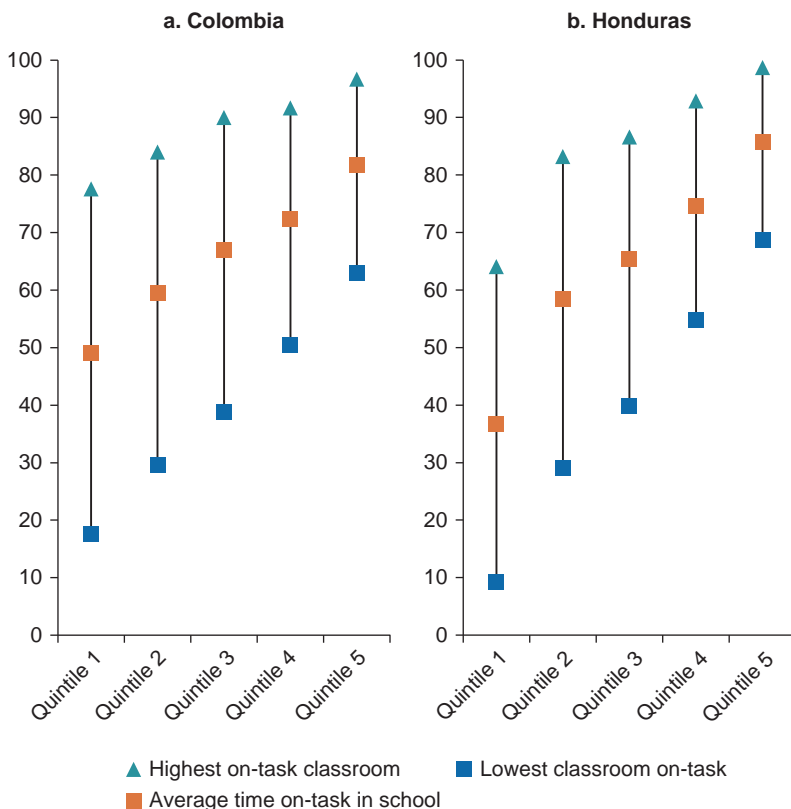 a. Colombia
100
90
80
70
60
50
40
30
20
10
0
Quintile 1
Quintile 2
Quintile 3
Quintile 4
Quintile 5
b. Honduras
100
90
80
70
60
50
40
30
20
10
0
Quintile 1
Quintile 2
Quintile 3
Quintile 4
Quintile 5
Highest on-task classroom
Lowest classroom on-task
Average time on-task in school